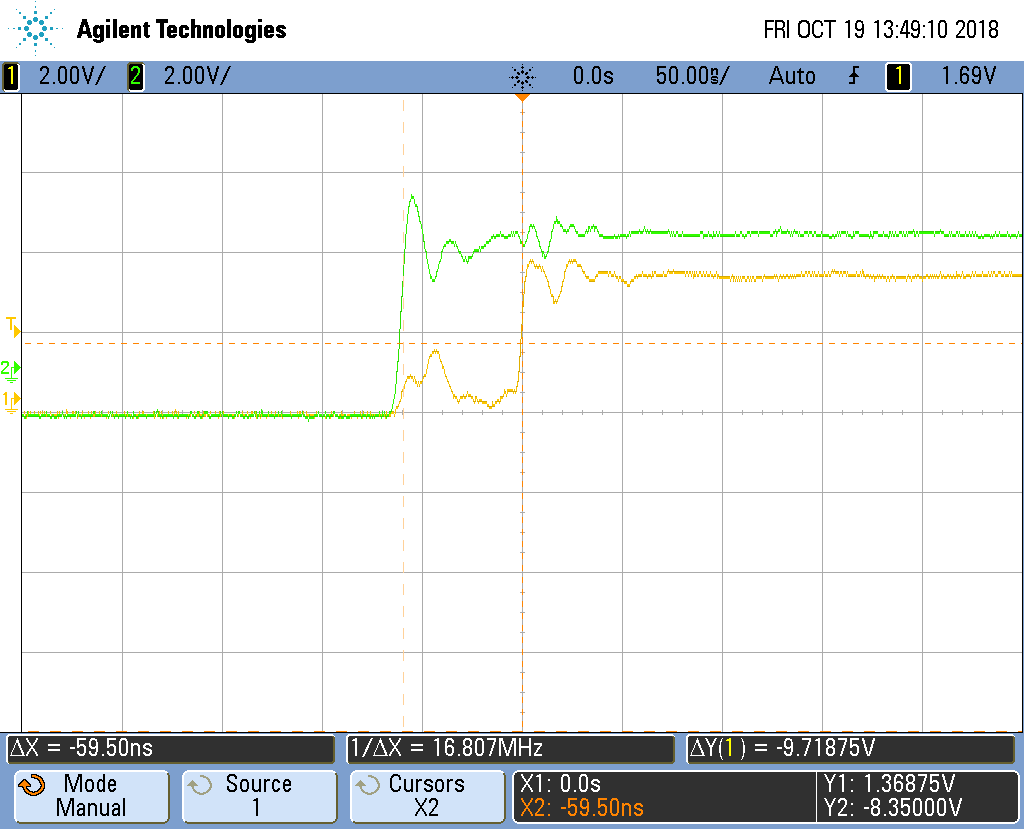 Agilent Technologies
FRI OCT 19 13:49:10 2018
1 2.00V/ 2 2.00V/ 0.0s 50.00ns/ Auto 1 1.69V
T
2
1
ΔX = -59.50ns 1/ΔX = 16.807MHz ΔY(1) = -9.71875V
Mode
Manual
Source
1
Cursors
X2
X1: 0.0s
X2: -59.50ns
Y1: 1.36875V
Y2: -8.35000V